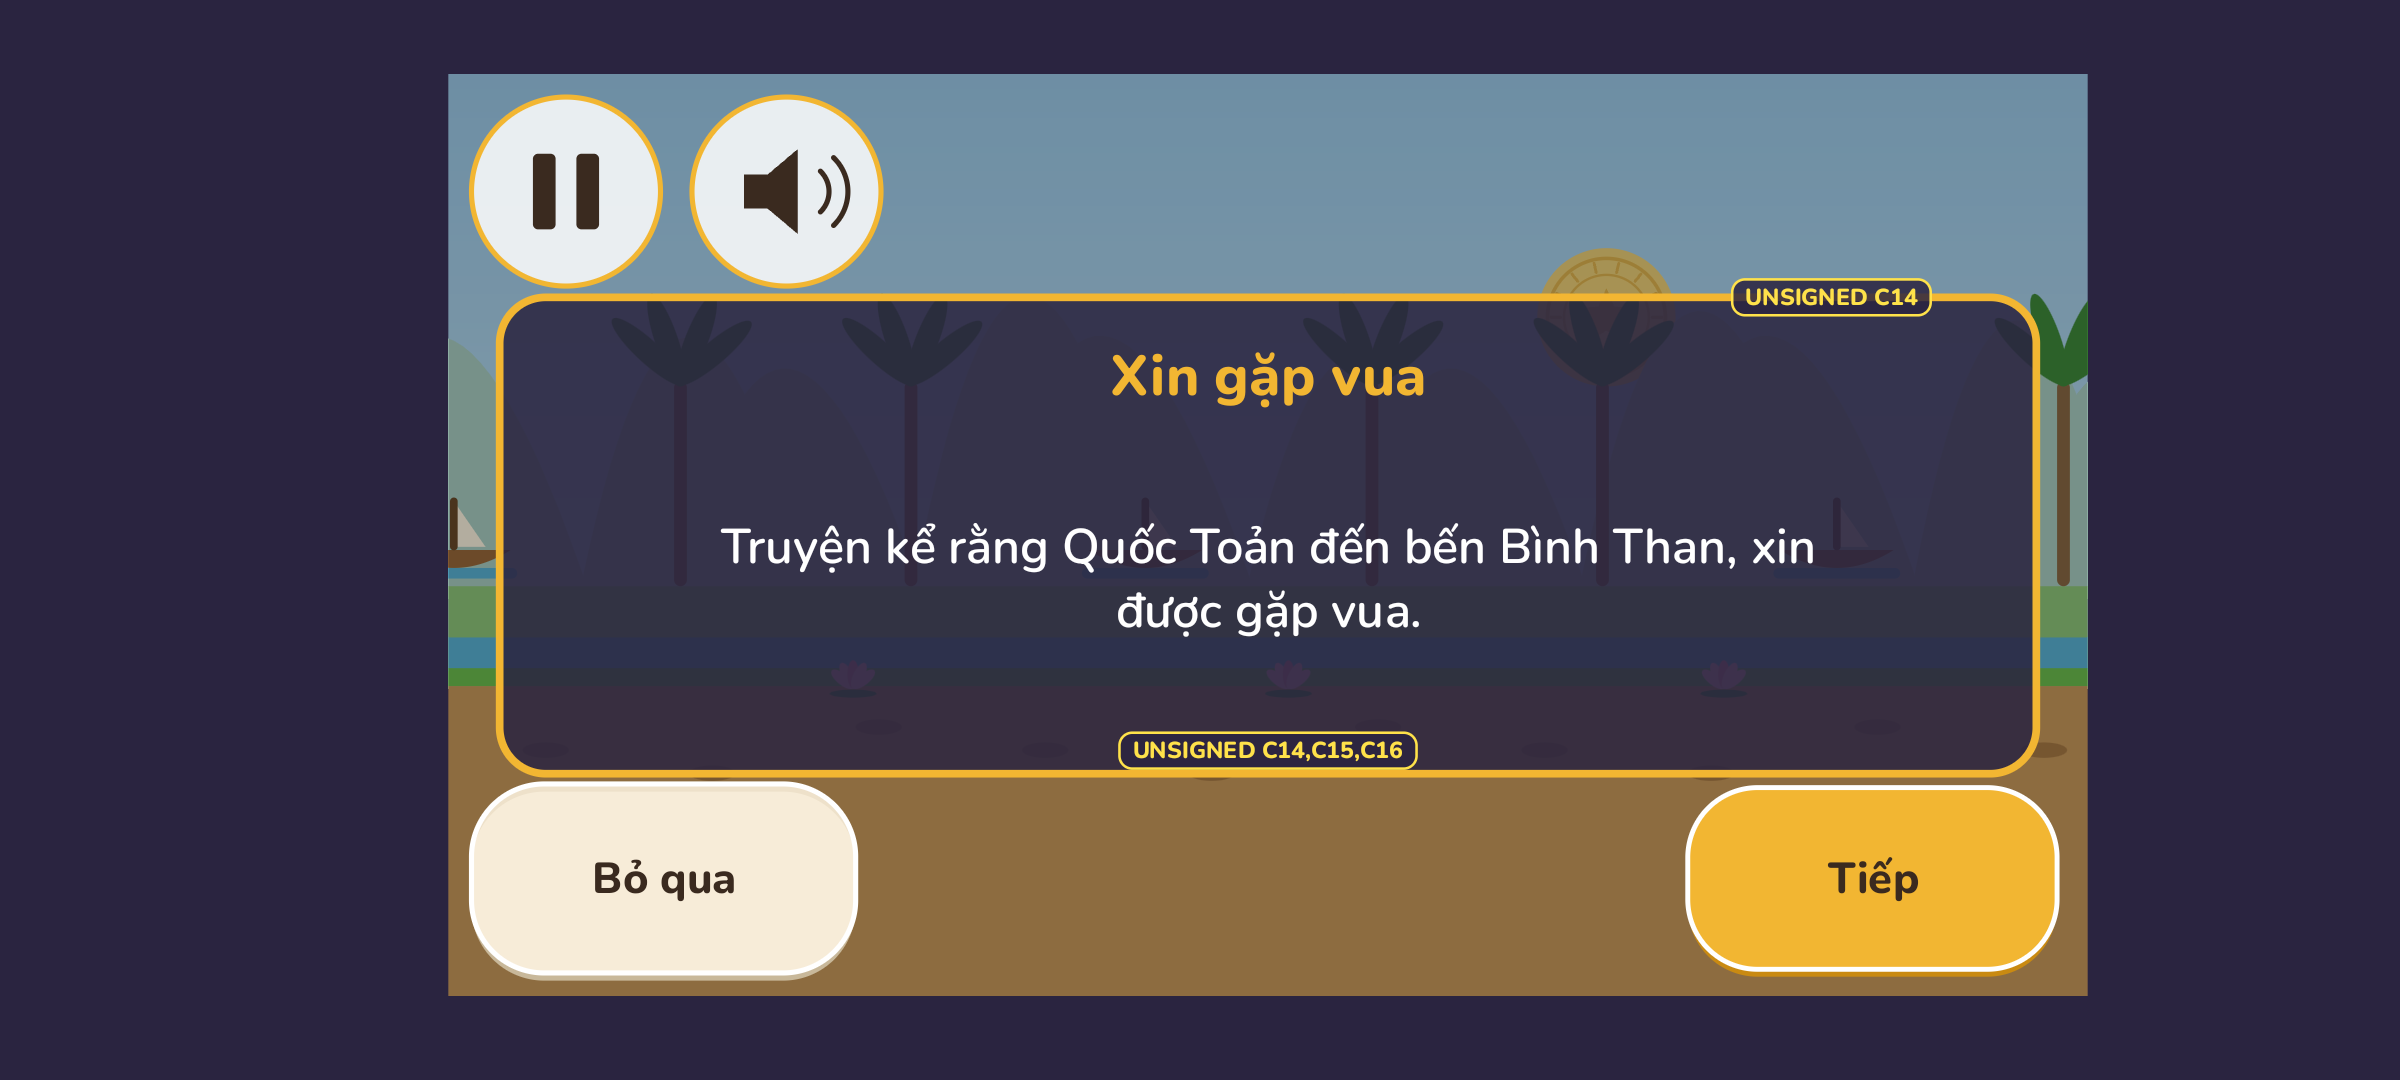 UNSIGNED C14
Xin gặp vua
Truyện kể rằng Quốc Toản đến bến Bình Than, xin
được gặp vua.
UNSIGNED C14,C15,C16
Bỏ qua
Tiếp